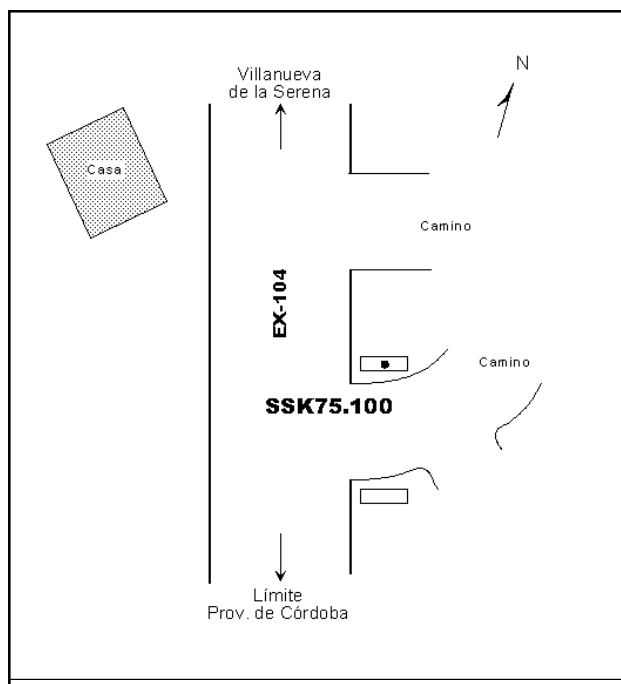 Villanueva
de la Serena
N
Casa
Camino
EX-104
Camino
SSK75.100
Límite
Prov. de Córdoba